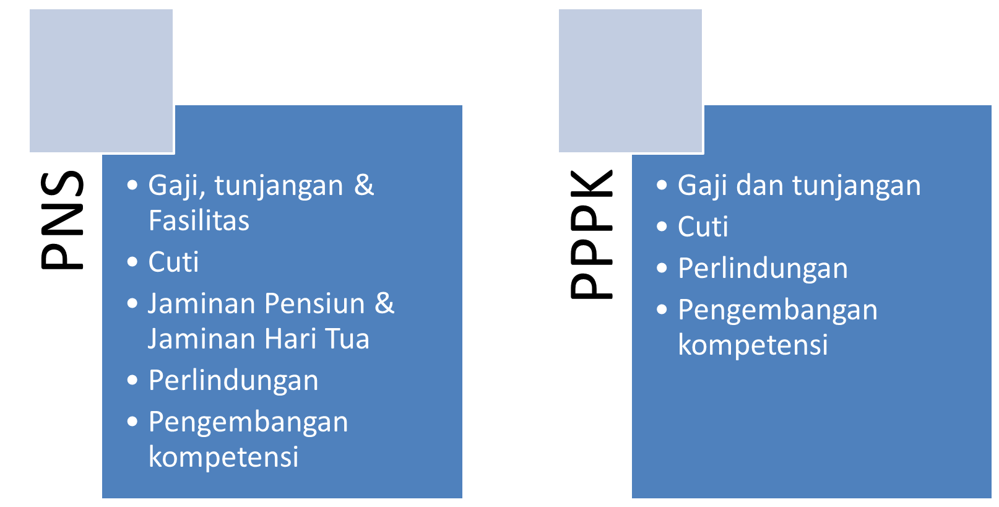 PNS
• Gaji, tunjangan &
Fasilitas
• Cuti
• Jaminan Pensiun &
Jaminan Hari Tua
• Perlindungan
• Pengembangan
kompetensi
PPPK
• Gaji dan tunjangan
• Cuti
• Perlindungan
• Pengembangan
kompetensi